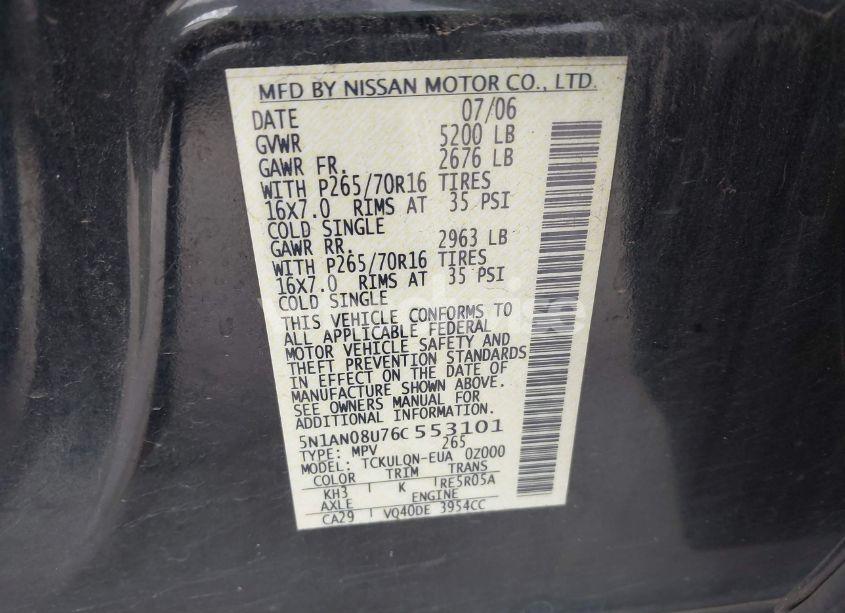 MFD BY NISSAN MOTOR CO., LTD.
DATE 07/06
GVWR 5200 LB
GAWR FR. 2676 LB
WITH P265/70R16 TIRES
16X7.0 RIMS AT 35 PSI
COLD SINGLE
GAWR RR. 2963 LB
WITH P265/70R16 TIRES
16X7.0 RIMS AT 35 PSI
COLD SINGLE
THIS VEHICLE CONFORMS TO
ALL APPLICABLE FEDERAL
MOTOR VEHICLE SAFETY AND
THEFT PREVENTION STANDARDS
IN EFFECT ON THE DATE OF
MANUFACTURE SHOWN ABOVE.
SEE OWNERS MANUAL FOR
ADDITIONAL INFORMATION.
5N1AN08U76C553101
TYPE: MPV 265
MODEL: TCKULQN-EUA 0Z000
COLOR TRIM TRANS
KH3 K RE5R05A
AXLE ENGINE
CA29 VQ40DE 3954CC